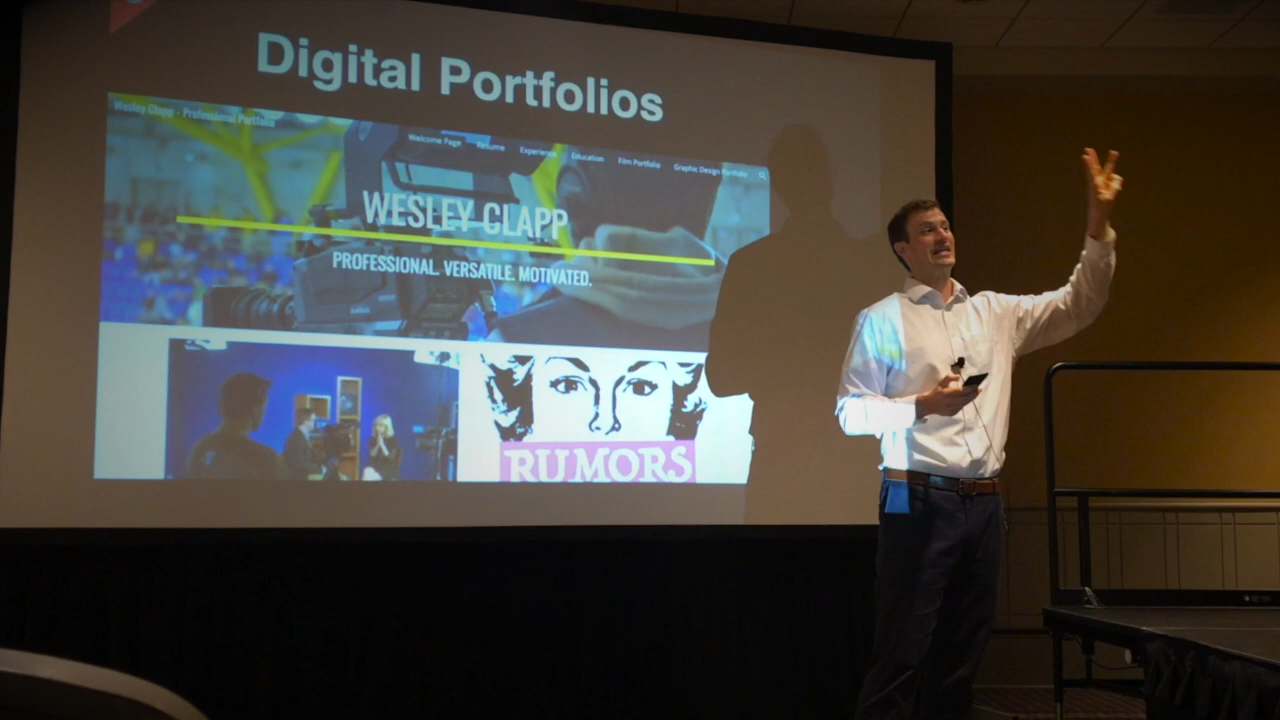 Digital Portfolios
Wesley Clapp - Professional Portfolio
Welcome Page Resume Experience Education Film Portfolio Graphic Design Portfolio
WESLEY CLAPP
PROFESSIONAL. VERSATILE. MOTIVATED.
RUMORS